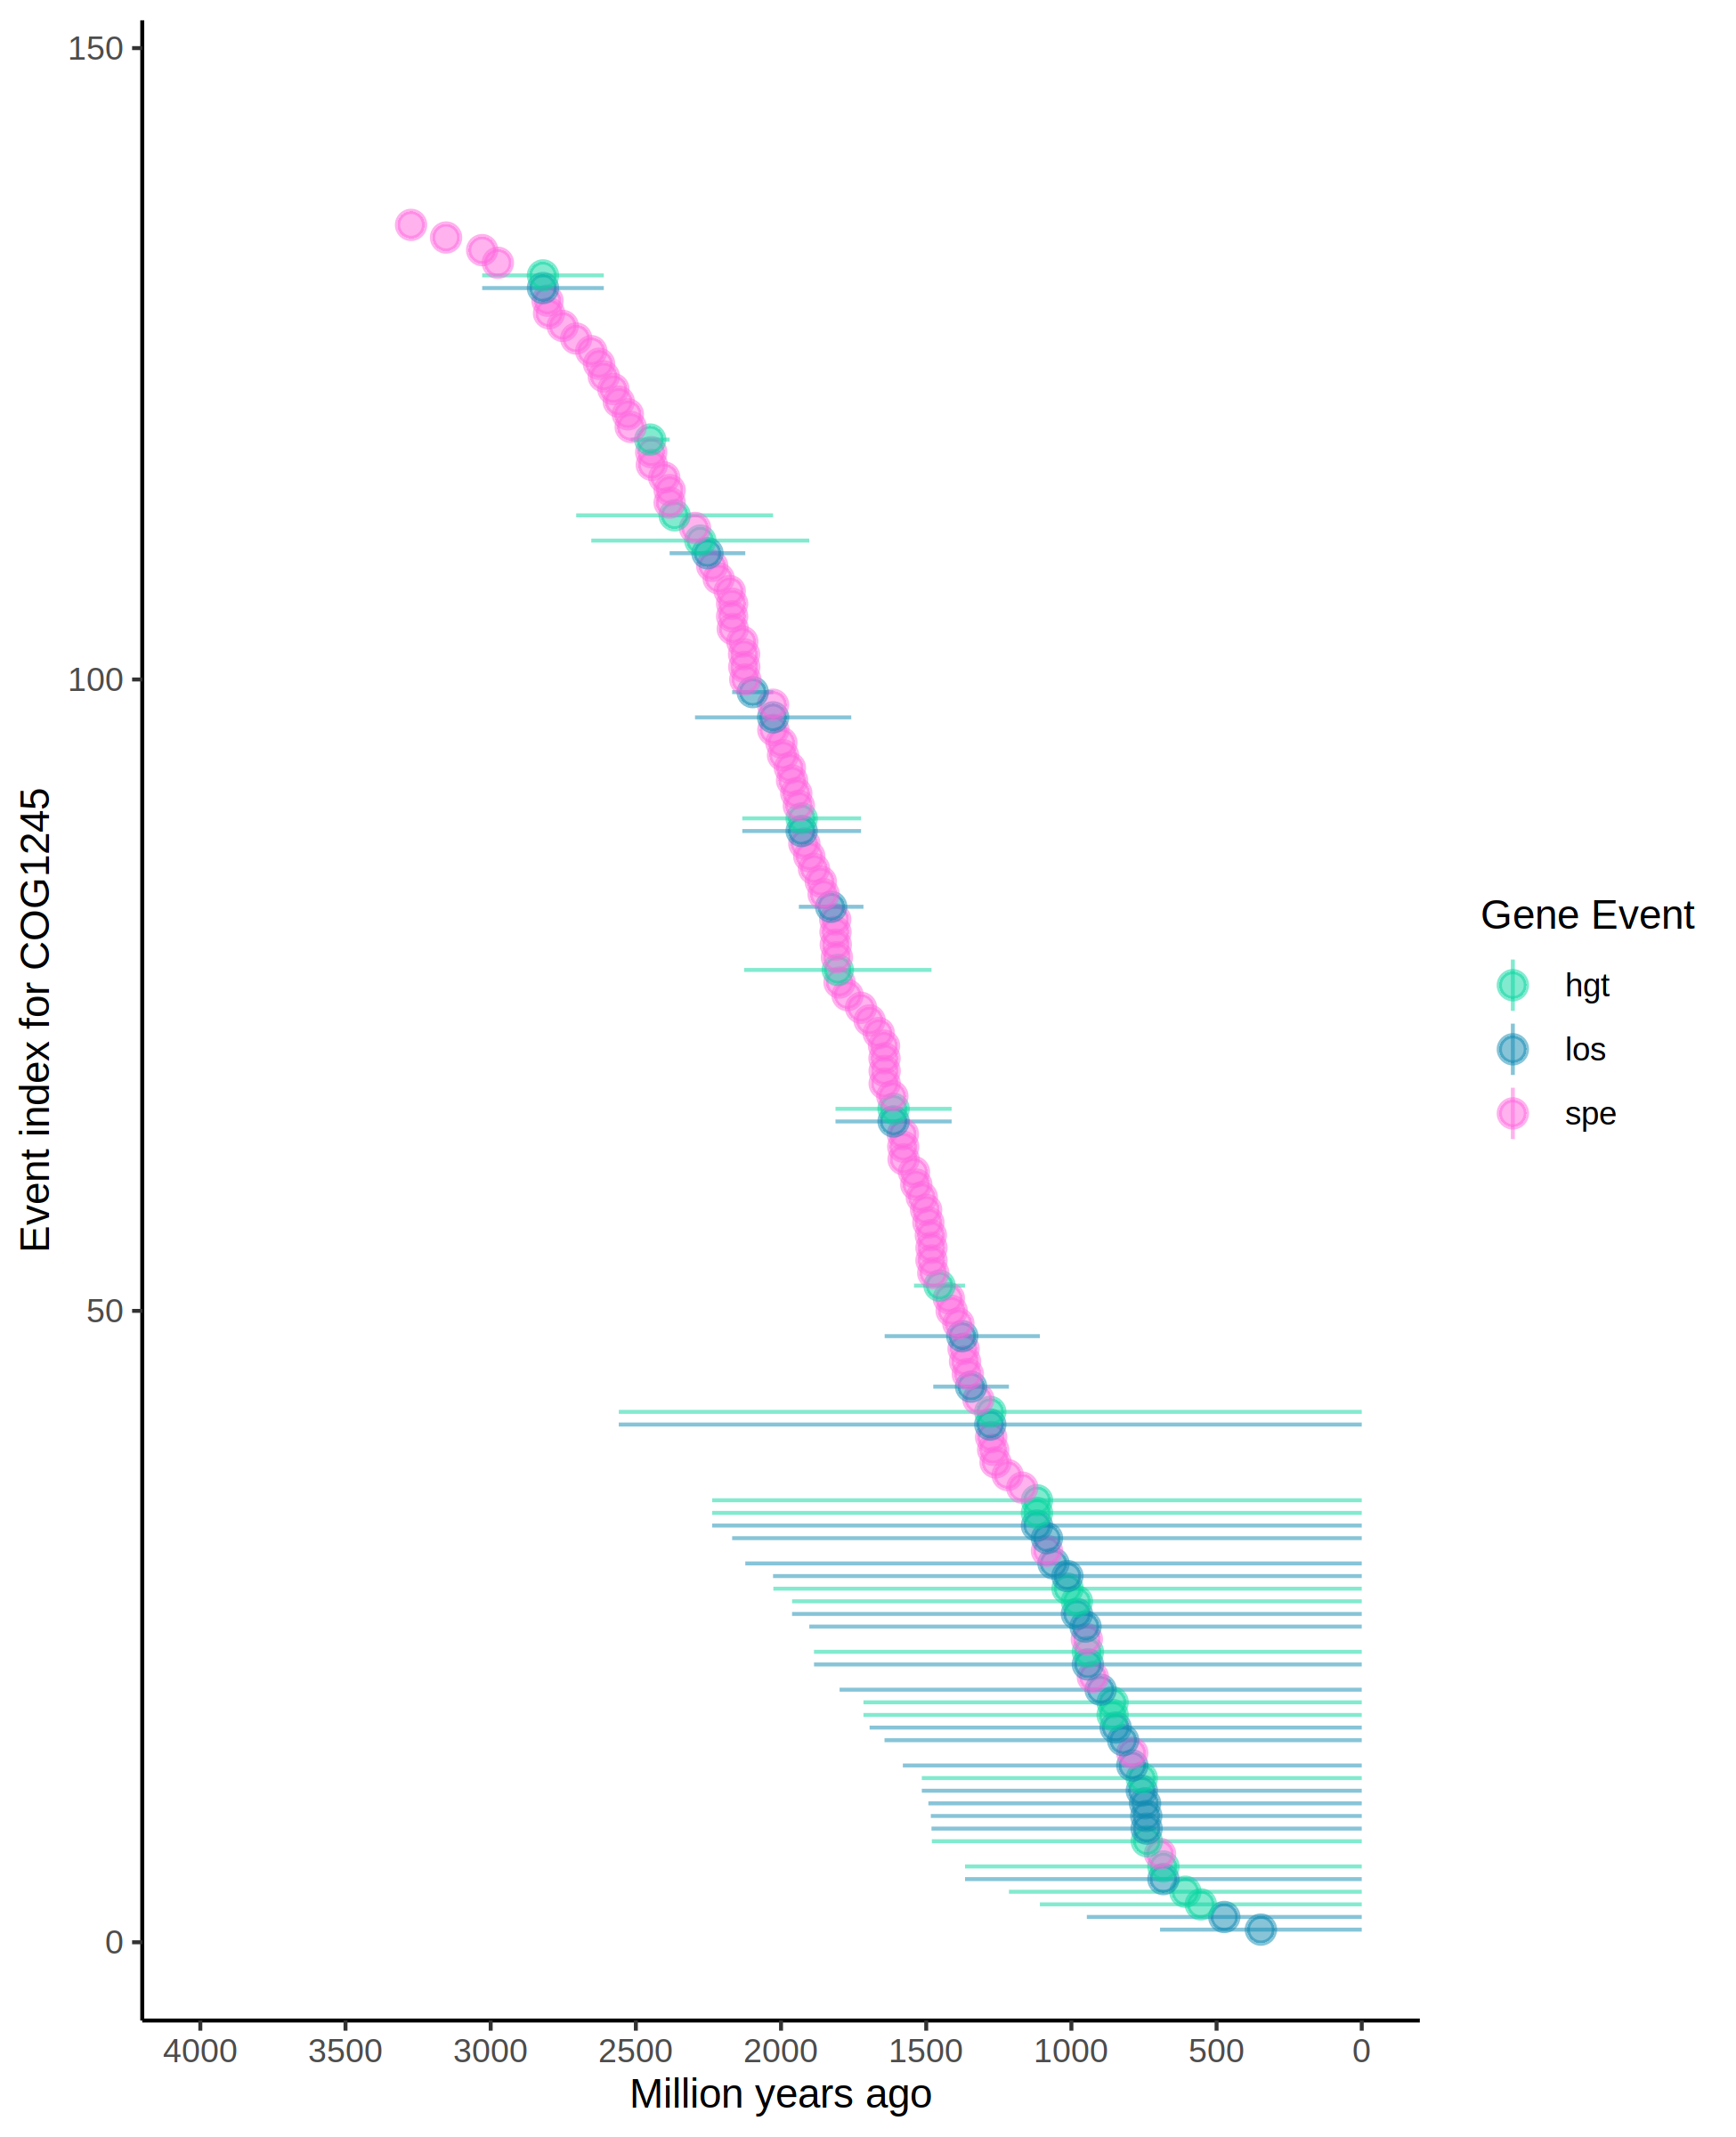 150
100
50
0
Event index for COG1245
4000 3500 3000 2500 2000 1500 1000 500 0
Million years ago
Gene Event
hgt
los
spe